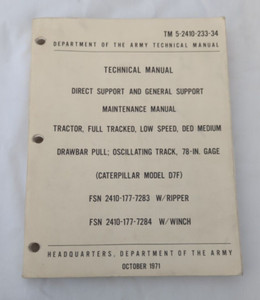 TM 5-2410-233-34
DEPARTMENT OF THE ARMY TECHNICAL MANUAL
TECHNICAL MANUAL
DIRECT SUPPORT AND GENERAL SUPPORT
MAINTENANCE MANUAL
TRACTOR, FULL TRACKED, LOW SPEED, DED MEDIUM
DRAWBAR PULL; OSCILLATING TRACK, 78-IN. GAGE
(CATERPILLAR MODEL D7F)
FSN 2410-177-7283 W/RIPPER
FSN 2410-177-7284 W/WINCH
HEADQUARTERS, DEPARTMENT OF THE ARMY
OCTOBER 1971